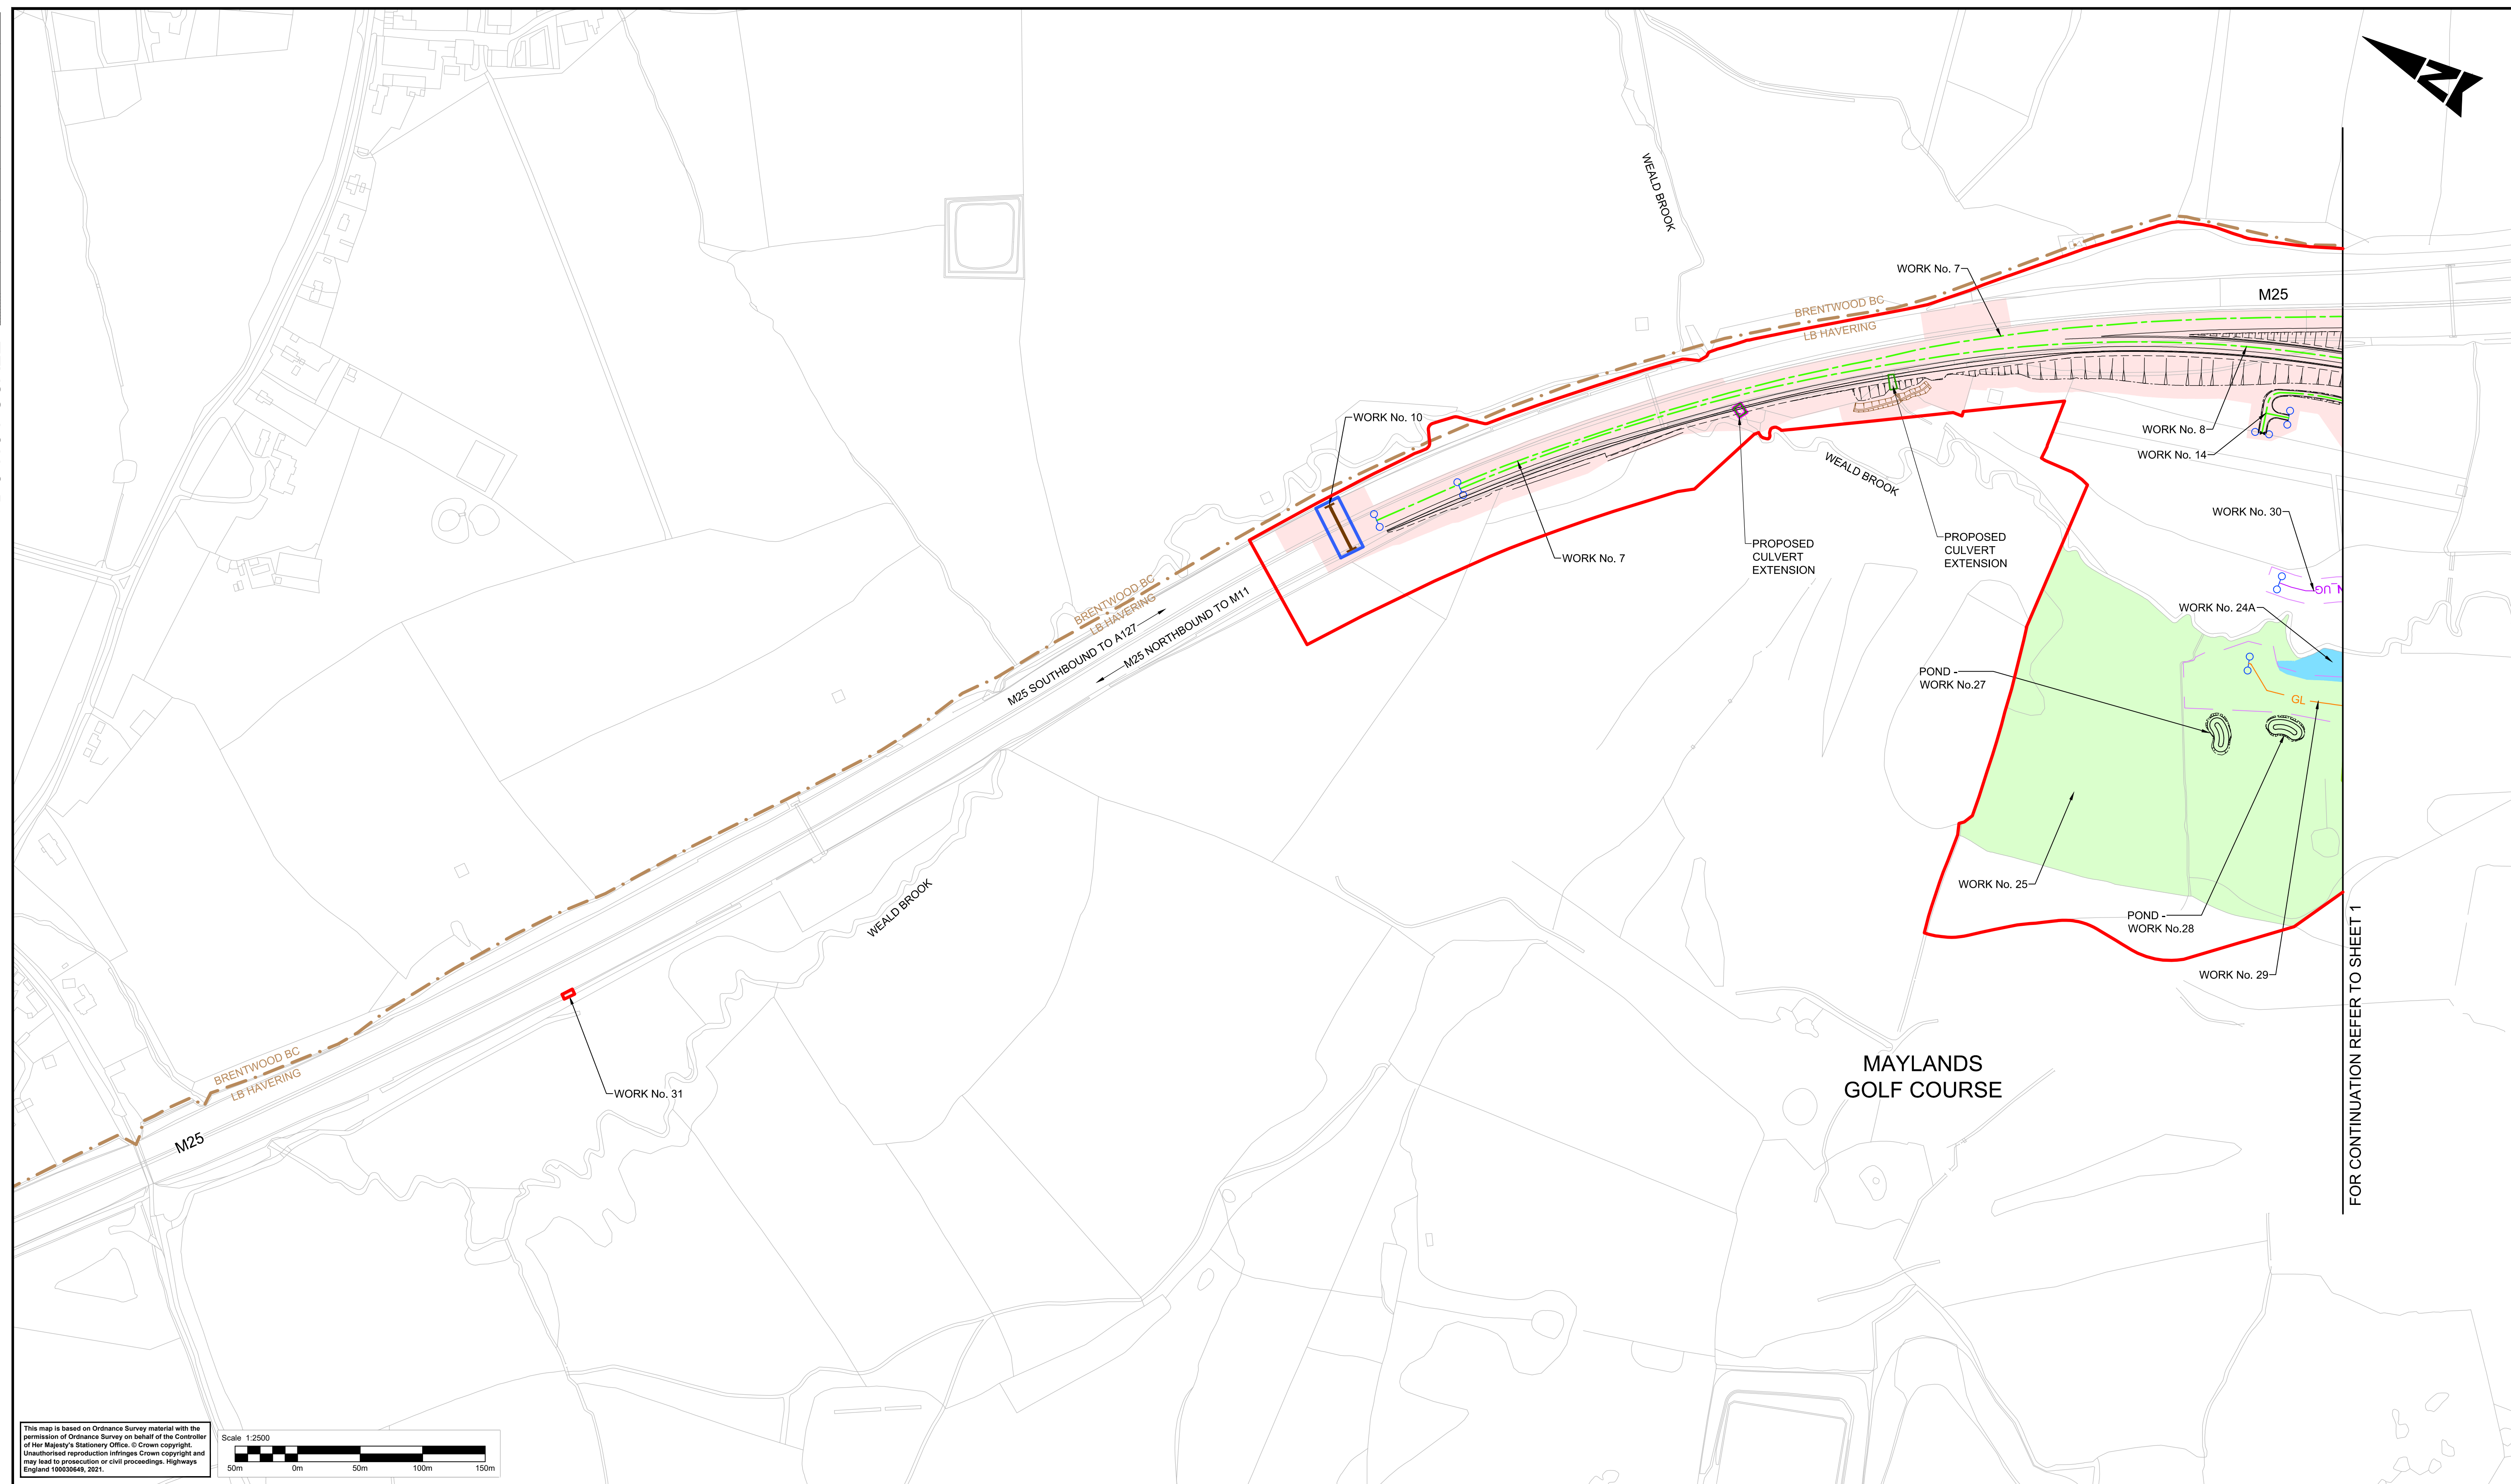 N
WEALD BROOK
WORK No. 7
M25
BRENTWOOD BC
LB HAVERING
WORK No. 10
WORK No. 8
WORK No. 14
WEALD BROOK
WORK No. 30
PROPOSED
CULVERT
EXTENSION
PROPOSED
CULVERT
EXTENSION
WORK No. 7
UG
BRENTWOOD BC
LB HAVERING
M25 SOUTHBOUND TO A127
M25 NORTHBOUND TO M11
WORK No. 24A
POND -
WORK No.27
GL
WORK No. 25
WEALD BROOK
POND -
WORK No.28
WORK No. 29
FOR CONTINUATION REFER TO SHEET 1
BRENTWOOD BC
LB HAVERING
WORK No. 31
M25
MAYLANDS
GOLF COURSE
This map is based on Ordnance Survey material with the
permission of Ordnance Survey on behalf of the Controller
of Her Majesty's Stationery Office. © Crown copyright.
Unauthorised reproduction infringes Crown copyright and
may lead to prosecution or civil proceedings. Highways
England 100030649, 2021.
Scale 1:2500
50m 0m 50m 100m 150m